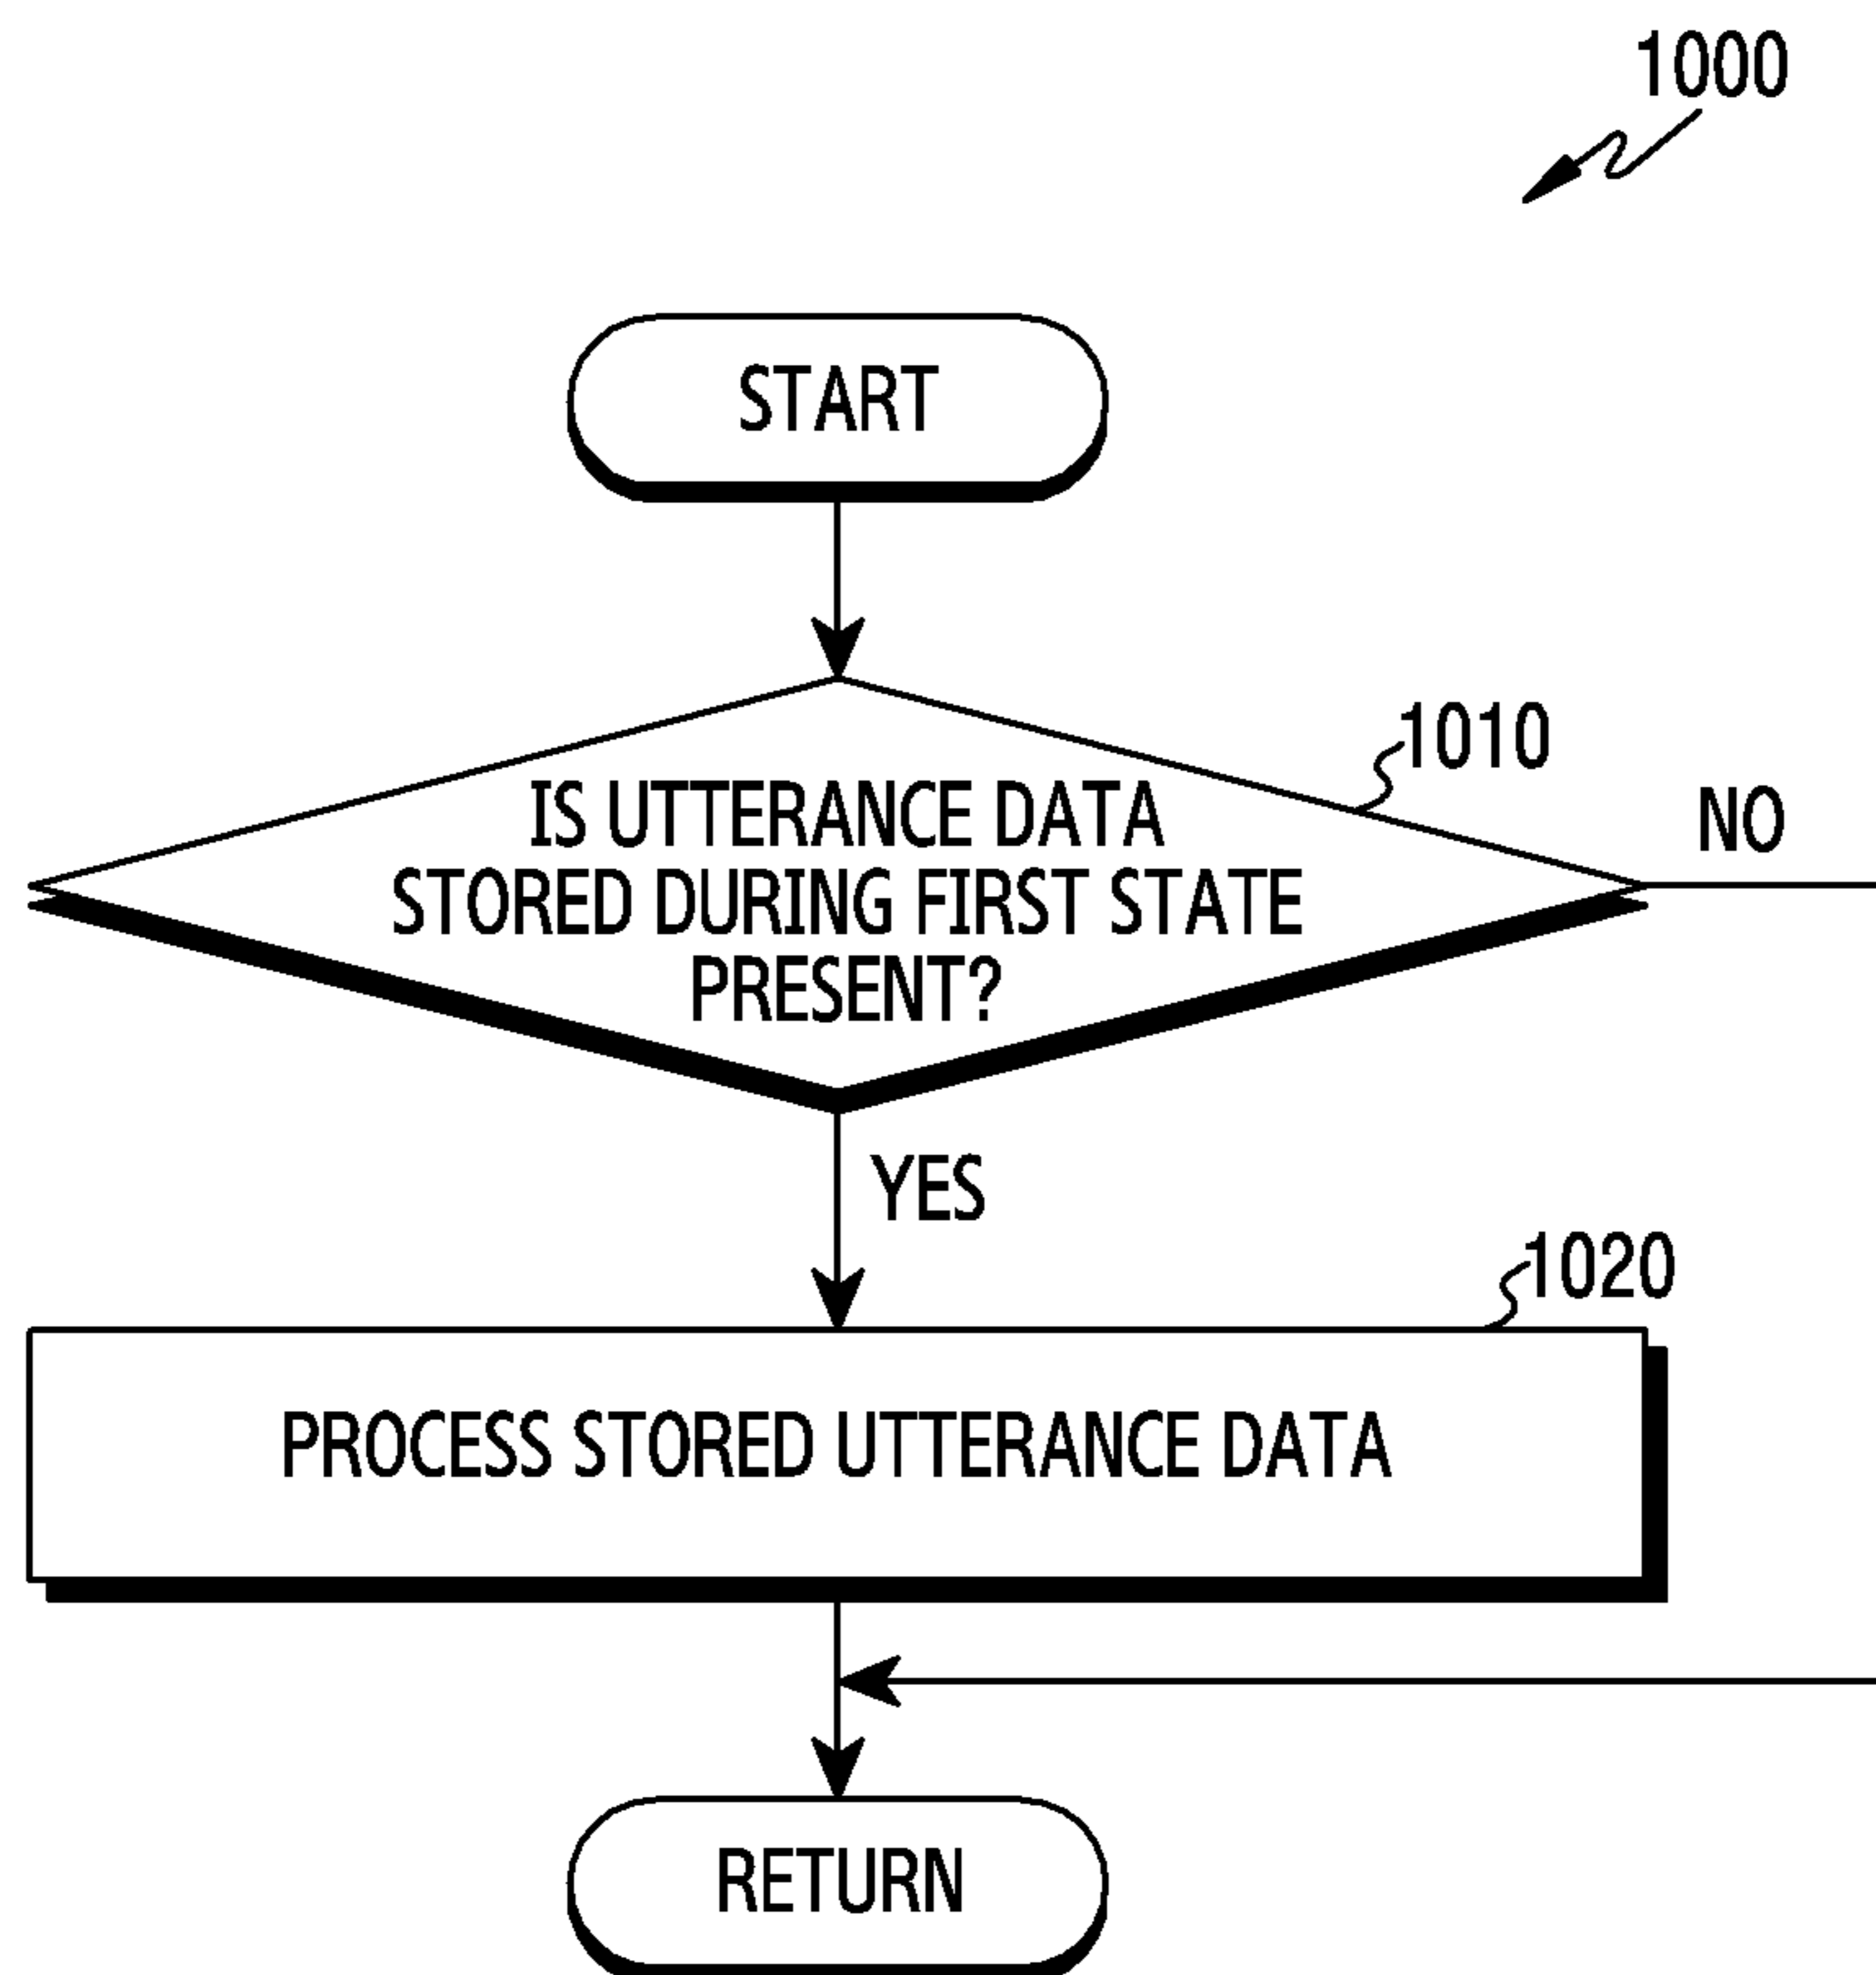 1000
START
1010
IS UTTERANCE DATA
STORED DURING FIRST STATE
PRESENT?
NO
YES
1020
PROCESS STORED UTTERANCE DATA
RETURN